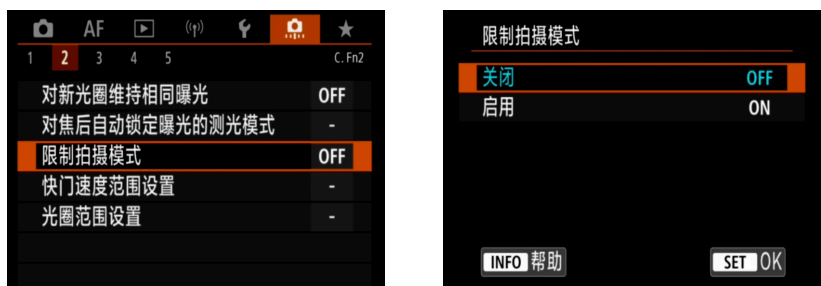 AF
1 2 3 4 5 C.Fn2
对新光圈维持相同曝光 OFF
对焦后自动锁定曝光的测光模式 -
限制拍摄模式 OFF
快门速度范围设置 -
光圈范围设置 -
限制拍摄模式
关闭 OFF
启用 ON
INFO 帮助 SET OK